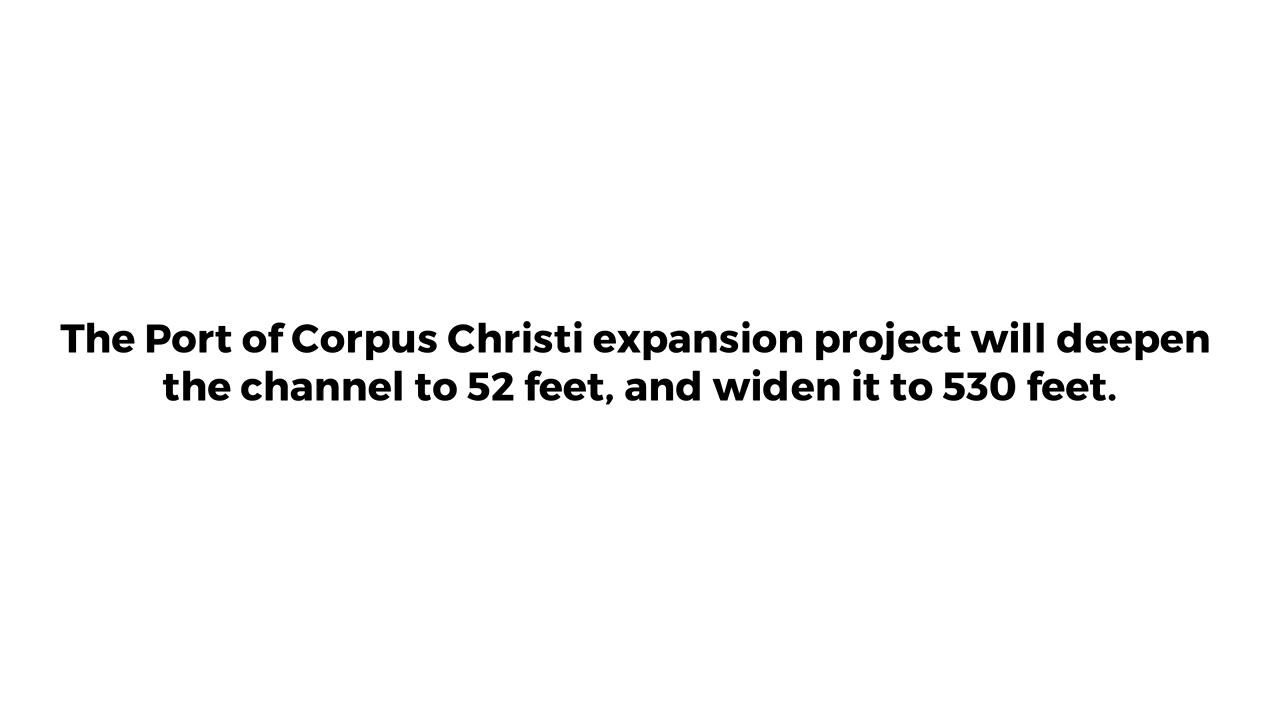 The Port of Corpus Christi expansion project will deepen
the channel to 52 feet, and widen it to 530 feet.